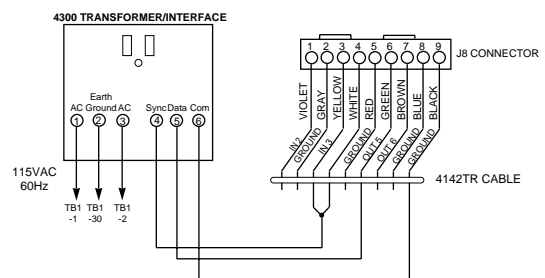 4300 TRANSFORMER/INTERFACE
Earth
AC Ground AC Sync Data Com
1 2 3 4 5 6
115VAC
60Hz
TB1 TB1 TB1
-1 -30 -2
1 2 3 4 5 6 7 8 9
J8 CONNECTOR
VIOLET
GRAY
YELLOW
WHITE
RED
GREEN
BROWN
BLUE
BLACK
IN 2
GROUND
IN 3
GROUND
OUT 5
OUT 6
GROUND
GROUND
4142TR CABLE